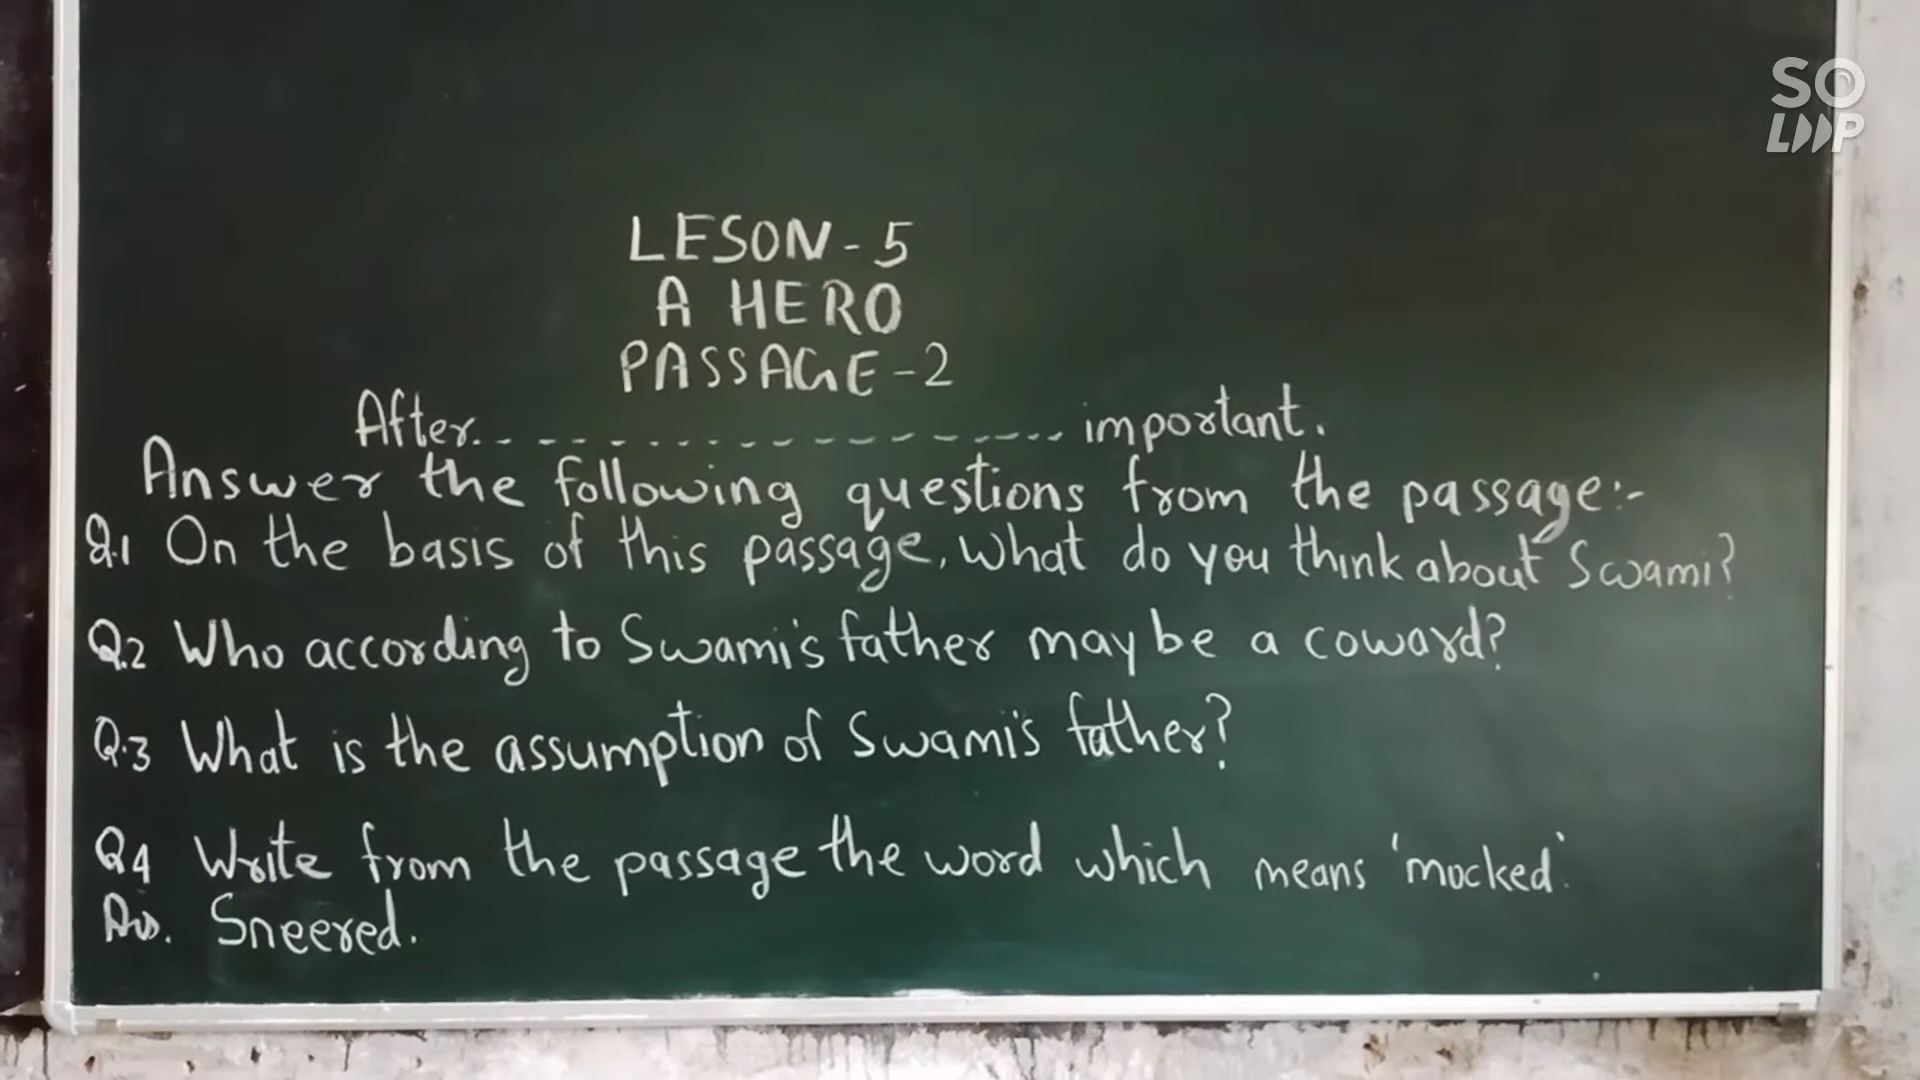 SO
LOOP
LESON-5
A HERO
PASSAGE-2
After.................... important.
Answer the following questions from the passage:-
Q.1 On the basis of this passage, what do you think about Swami?
Q.2 Who according to Swami's father may be a coward?
Q.3 What is the assumption of Swami's father?
Q4 Write from the passage the word which means 'mocked'
Ans. Sneered.